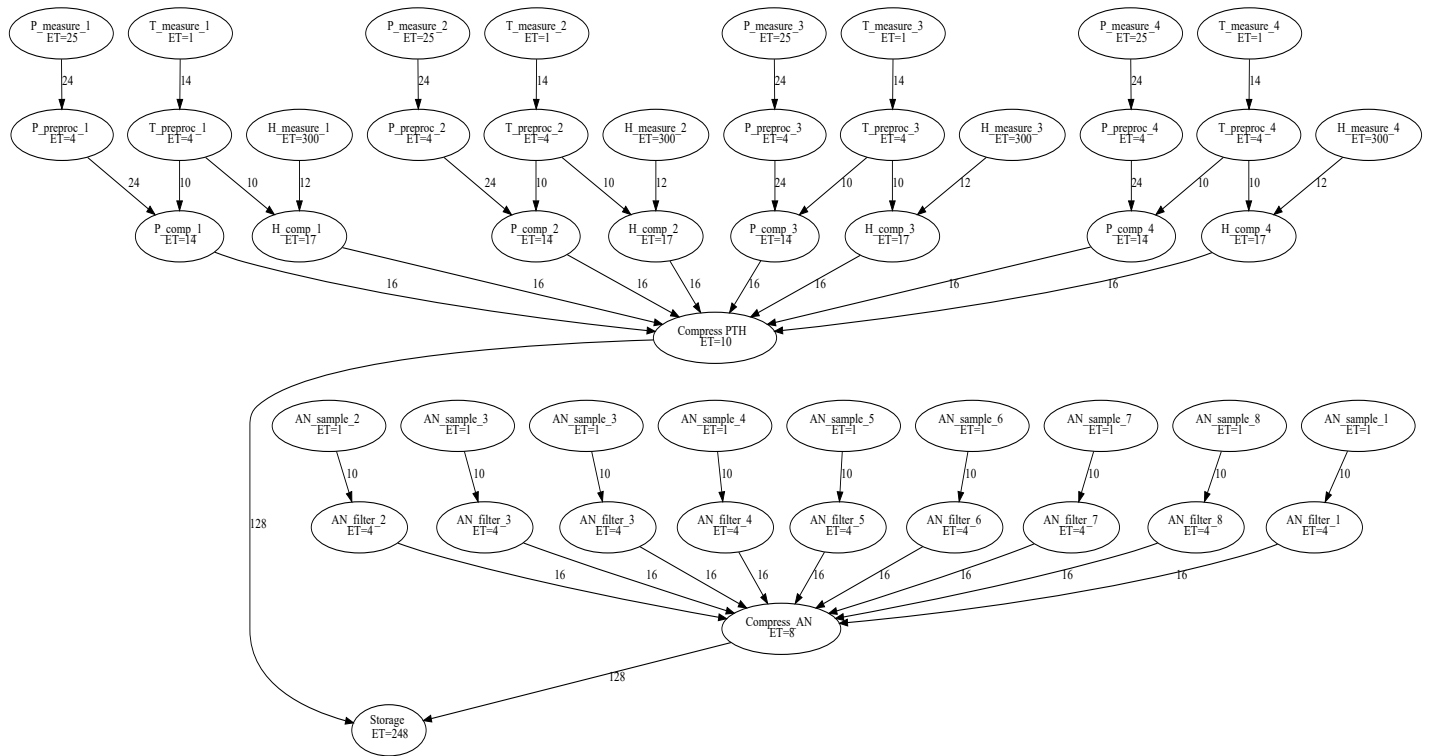 P_measure_1
ET=25
T_measure_1
ET=1
P_measure_2
ET=25
T_measure_2
ET=1
P_measure_3
ET=25
T_measure_3
ET=1
P_measure_4
ET=25
T_measure_4
ET=1
24
14
24
14
24
14
24
14
P_preproc_1
ET=4
T_preproc_1
ET=4
H_measure_1
ET=300
P_preproc_2
ET=4
T_preproc_2
ET=4
H_measure_2
ET=300
P_preproc_3
ET=4
T_preproc_3
ET=4
H_measure_3
ET=300
P_preproc_4
ET=4
T_preproc_4
ET=4
H_measure_4
ET=300
24
10
10
12
24
10
10
12
24
10
10
12
24
10
10
12
P_comp_1
ET=14
H_comp_1
ET=17
P_comp_2
ET=14
H_comp_2
ET=17
P_comp_3
ET=14
H_comp_3
ET=17
P_comp_4
ET=14
H_comp_4
ET=17
16
16
16
16
16
16
16
16
Compress PTH
ET=10
AN_sample_2
ET=1
AN_sample_3
ET=1
AN_sample_3
ET=1
AN_sample_4
ET=1
AN_sample_5
ET=1
AN_sample_6
ET=1
AN_sample_7
ET=1
AN_sample_8
ET=1
AN_sample_1
ET=1
10
10
10
10
10
10
10
10
10
128
AN_filter_2
ET=4
AN_filter_3
ET=4
AN_filter_3
ET=4
AN_filter_4
ET=4
AN_filter_5
ET=4
AN_filter_6
ET=4
AN_filter_7
ET=4
AN_filter_8
ET=4
AN_filter_1
ET=4
16
16
16
16
16
16
16
16
16
Compress_AN
ET=8
128
Storage
ET=248